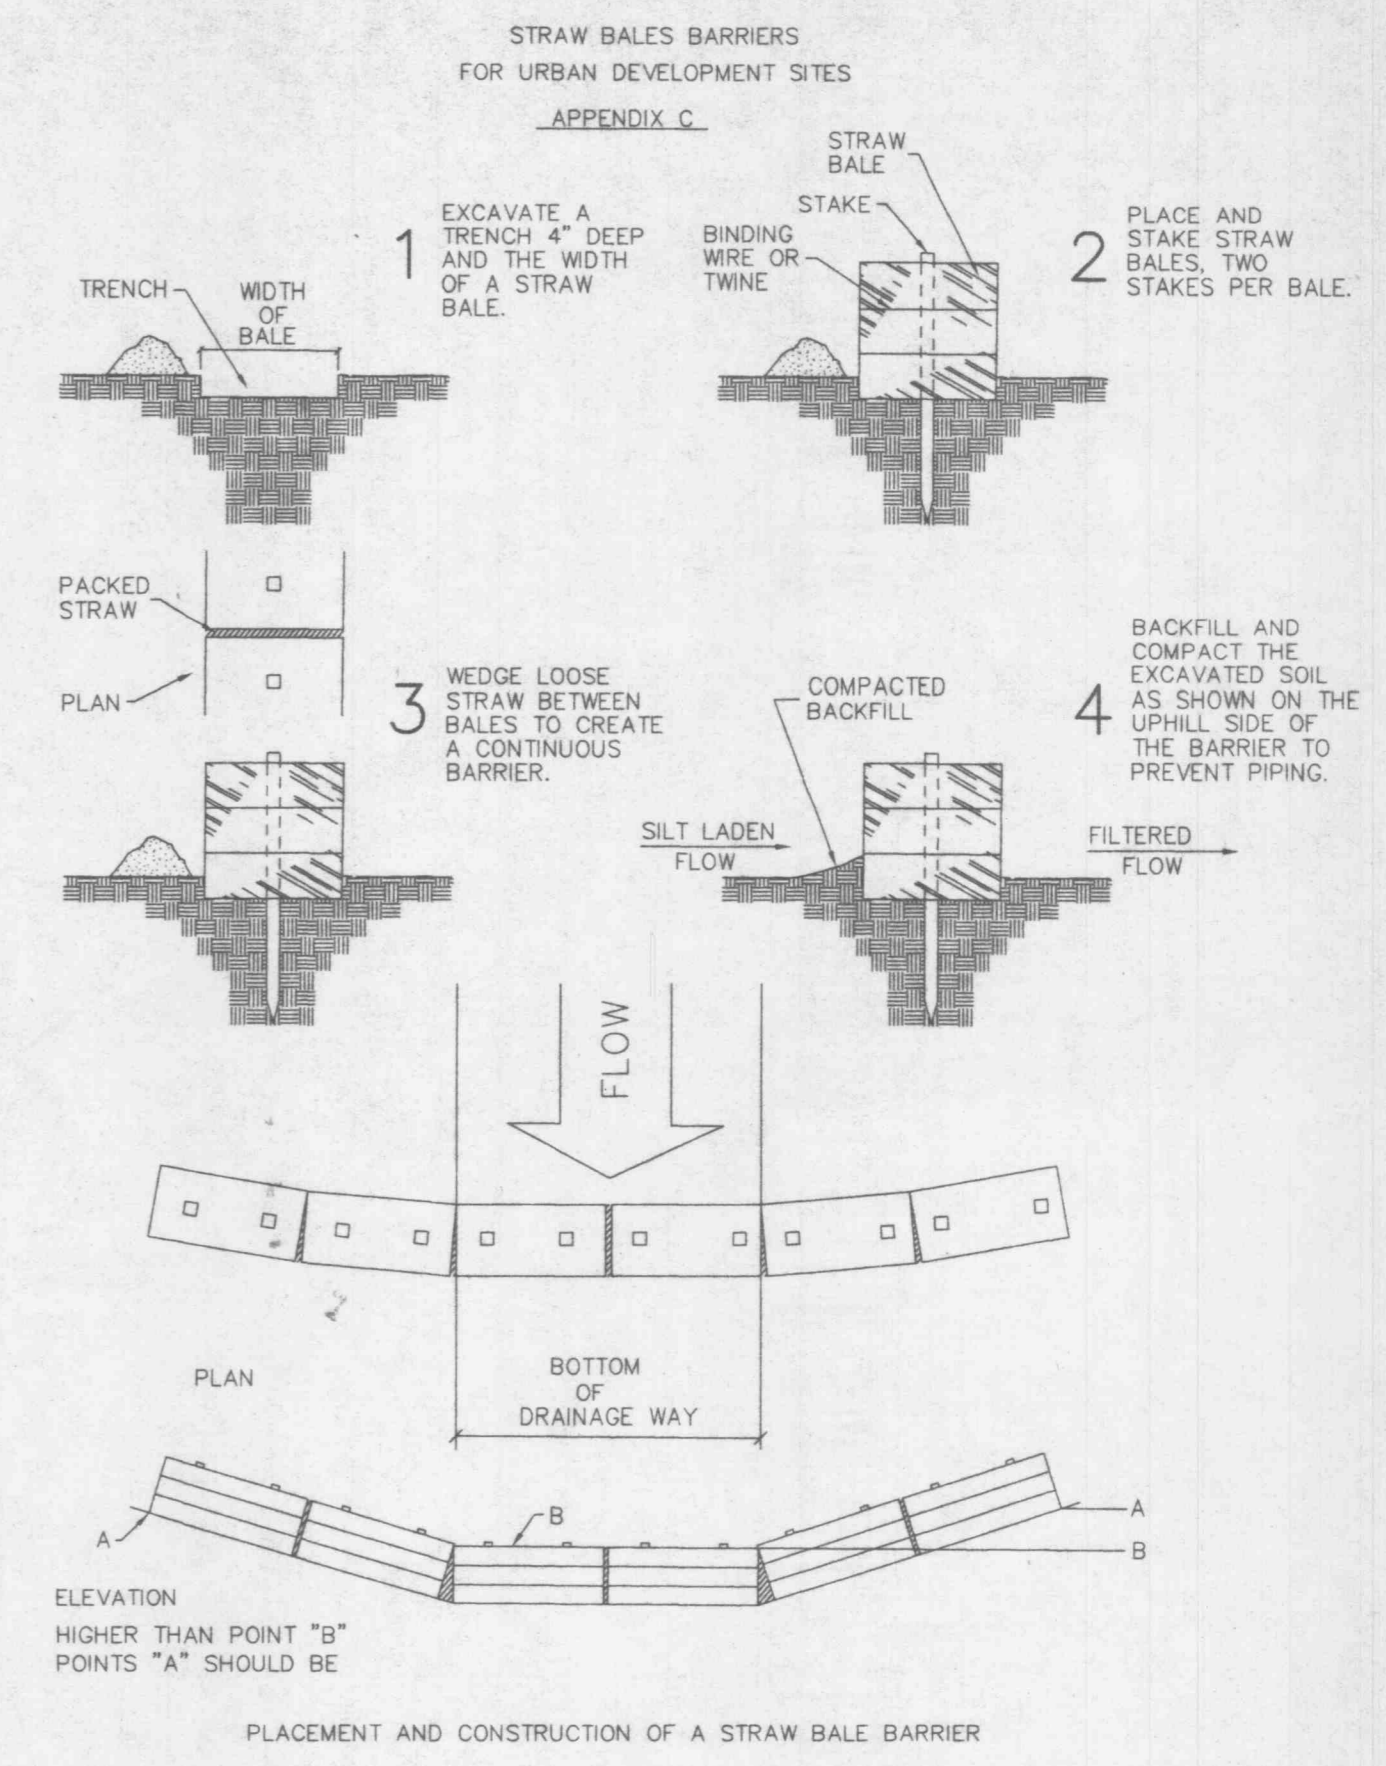 STRAW BALES BARRIERS
FOR URBAN DEVELOPMENT SITES
APPENDIX C
1
EXCAVATE A
TRENCH 4" DEEP
AND THE WIDTH
OF A STRAW
BALE.
TRENCH
WIDTH
OF
BALE
STRAW
BALE
STAKE
BINDING
WIRE OR
TWINE
2
PLACE AND
STAKE STRAW
BALES, TWO
STAKES PER BALE.
PACKED
STRAW
PLAN
3
WEDGE LOOSE
STRAW BETWEEN
BALES TO CREATE
A CONTINUOUS
BARRIER.
COMPACTED
BACKFILL
4
BACKFILL AND
COMPACT THE
EXCAVATED SOIL
AS SHOWN ON THE
UPHILL SIDE OF
THE BARRIER TO
PREVENT PIPING.
SILT LADEN
FLOW
FILTERED
FLOW
FLOW
PLAN
BOTTOM
OF
DRAINAGE WAY
A
B
A
B
ELEVATION
HIGHER THAN POINT "B"
POINTS "A" SHOULD BE
PLACEMENT AND CONSTRUCTION OF A STRAW BALE BARRIER